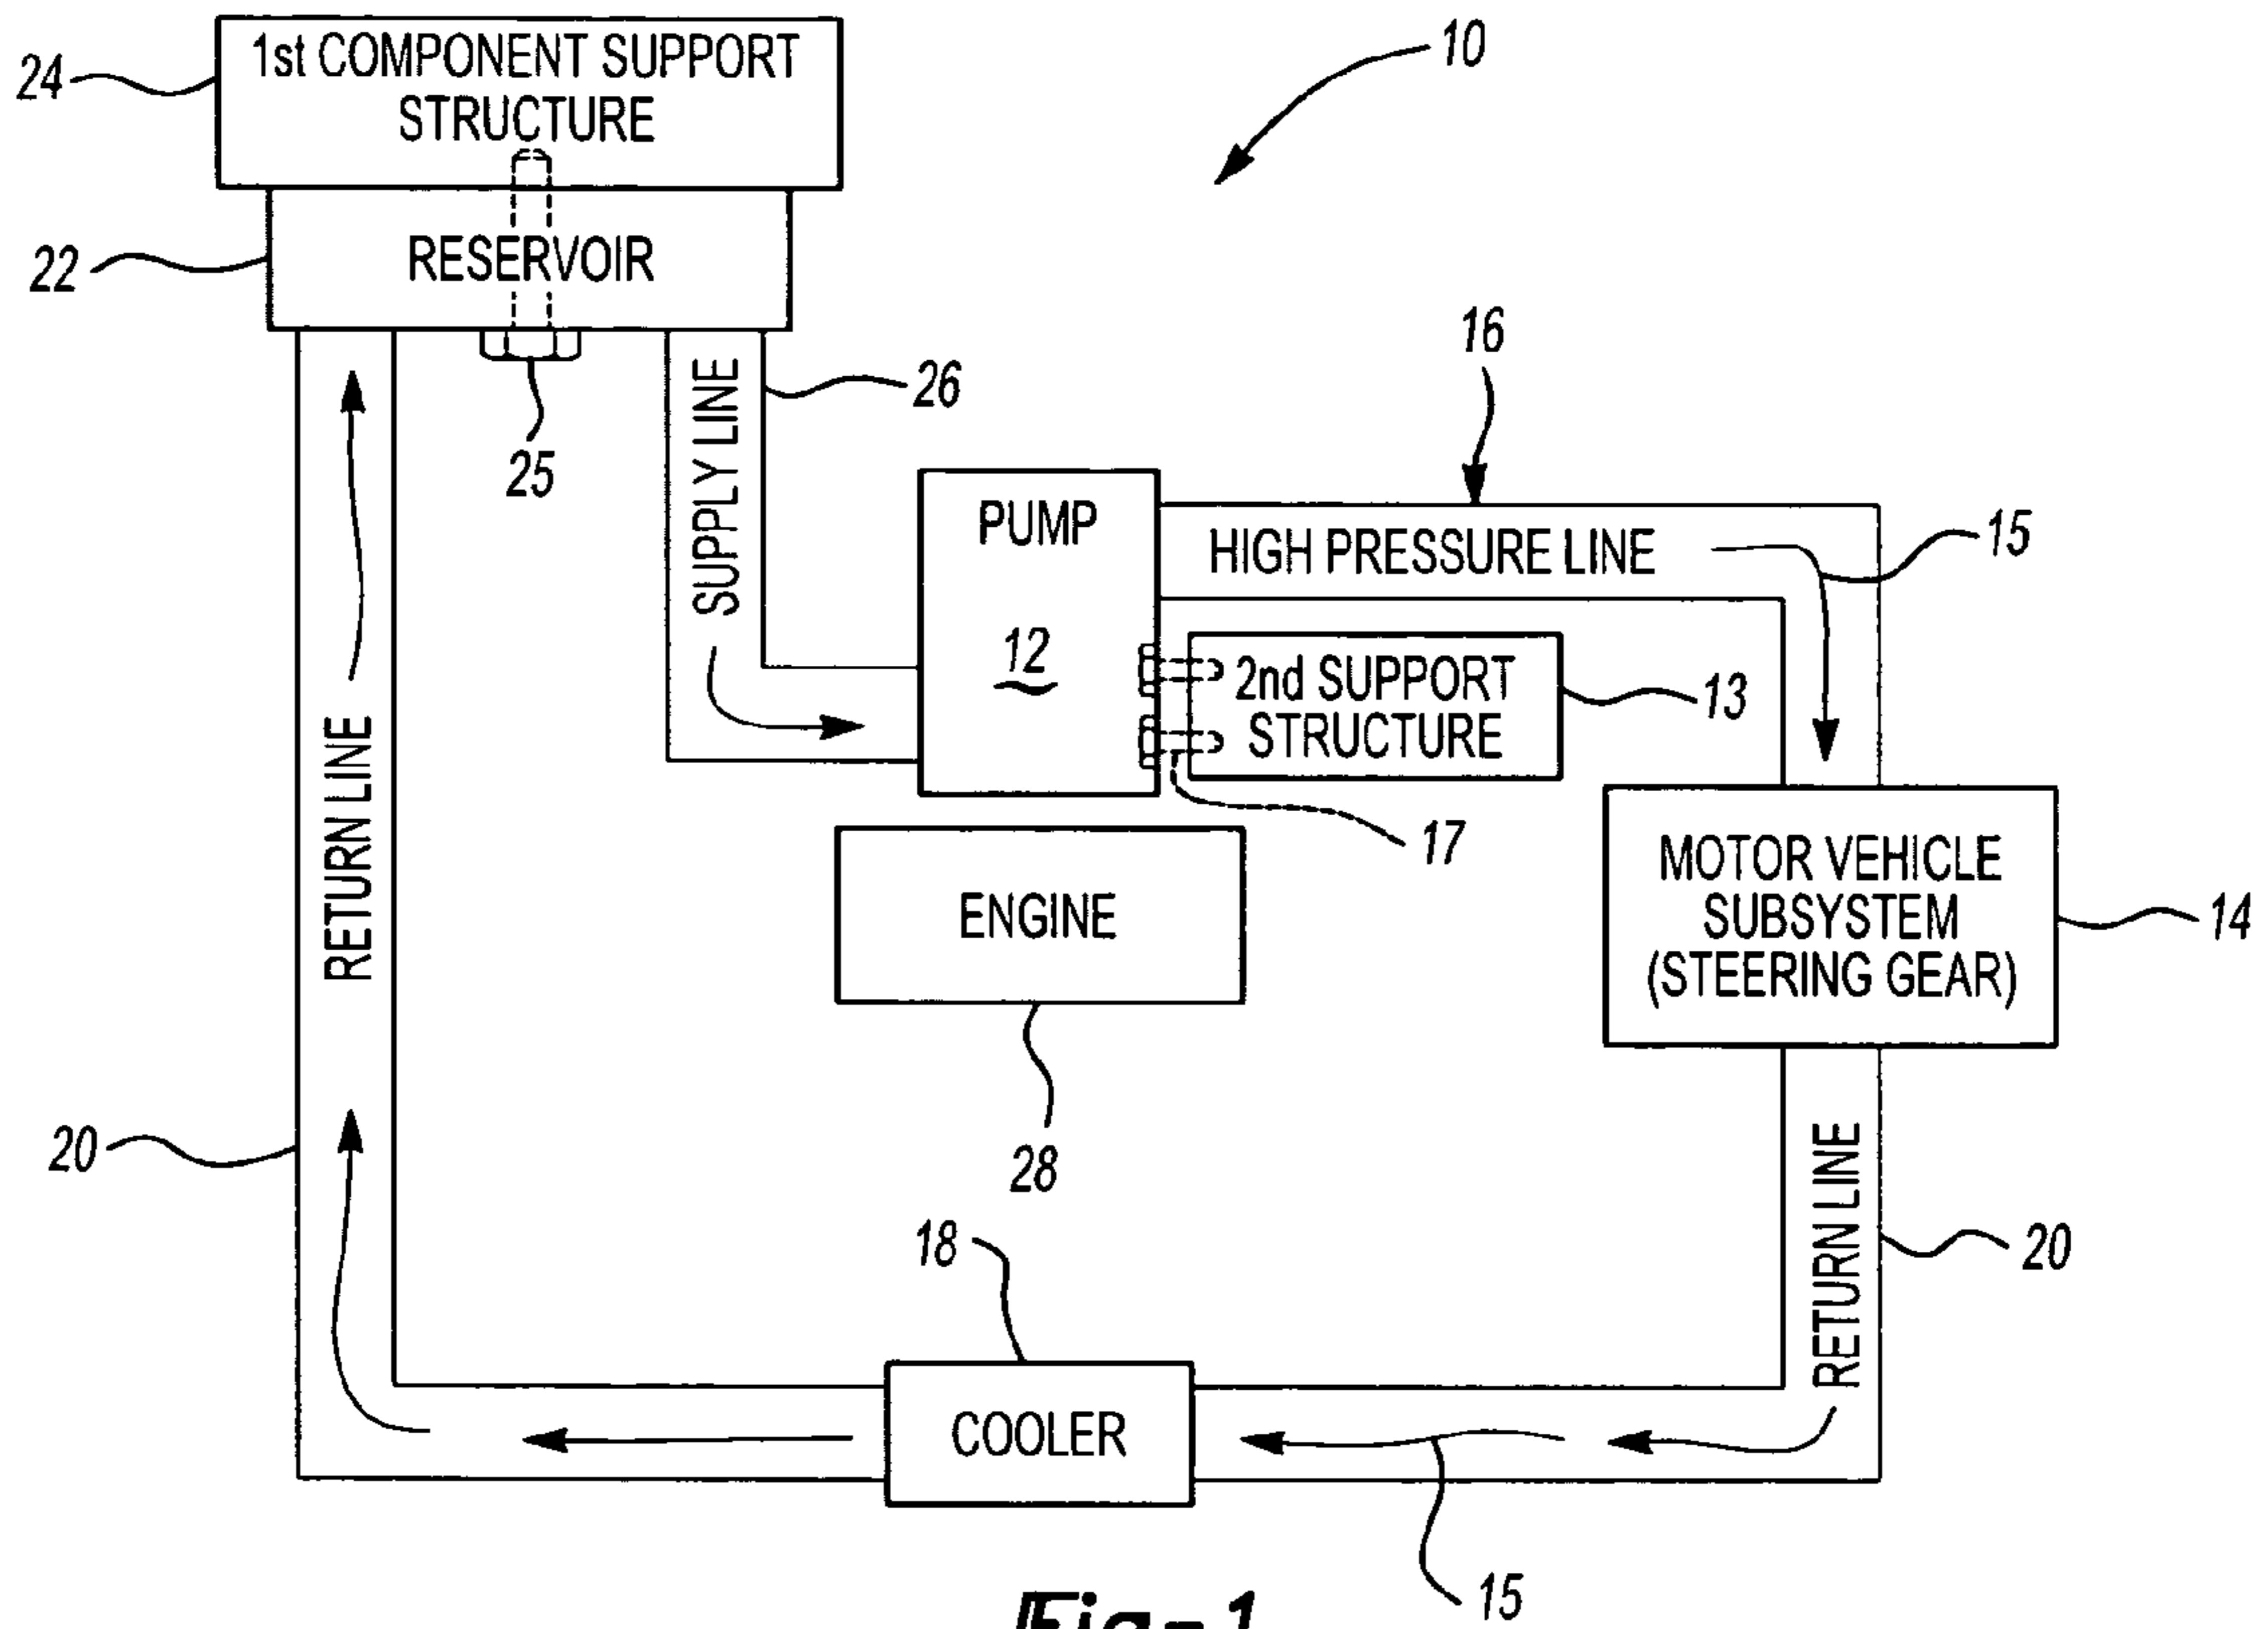 10
24
1st COMPONENT SUPPORT
STRUCTURE
22
RESERVOIR
25
26
SUPPLY LINE
16
PUMP
12
HIGH PRESSURE LINE
15
2nd SUPPORT
STRUCTURE
13
17
RETURN LINE
ENGINE
28
MOTOR VEHICLE
SUBSYSTEM
(STEERING GEAR)
14
20
RETURN LINE
20
18
COOLER
15
Fig-1